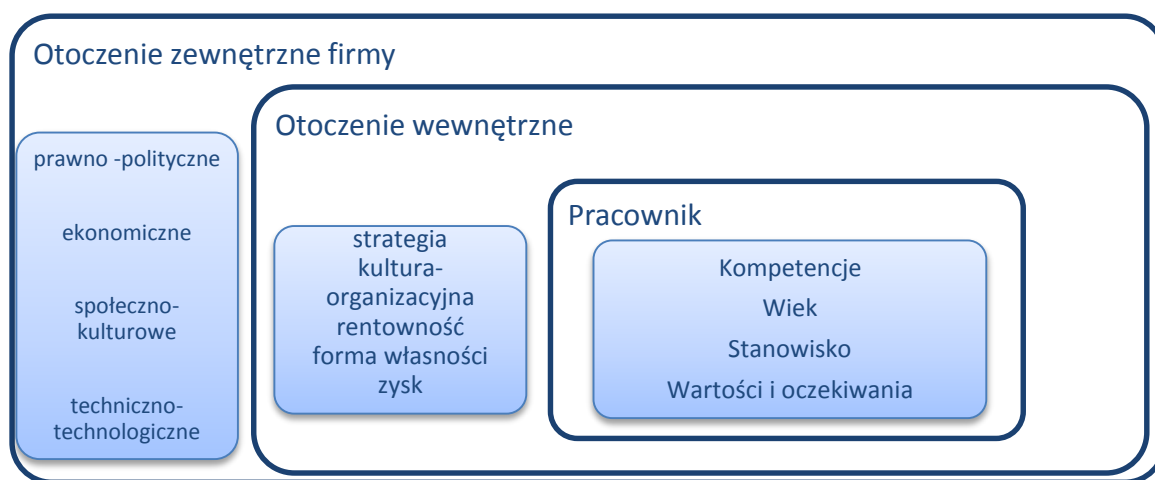 Otoczenie zewnętrzne firmy
prawno -polityczne
ekonomiczne
społeczno-
kulturowe
techniczno-
technologiczne
Otoczenie wewnętrzne
strategia
kultura-
organizacyjna
rentowność
forma własności
zysk
Pracownik
Kompetencje
Wiek
Stanowisko
Wartości i oczekiwania